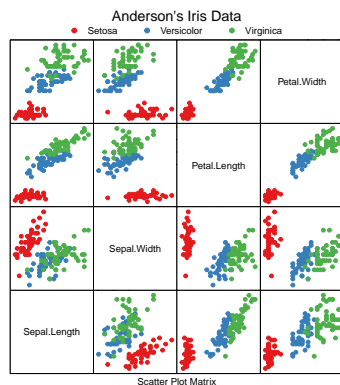 Anderson's Iris Data
Setosa Versicolor Virginica
Petal.Width
Petal.Length
Sepal.Width
Sepal.Length
Scatter Plot Matrix